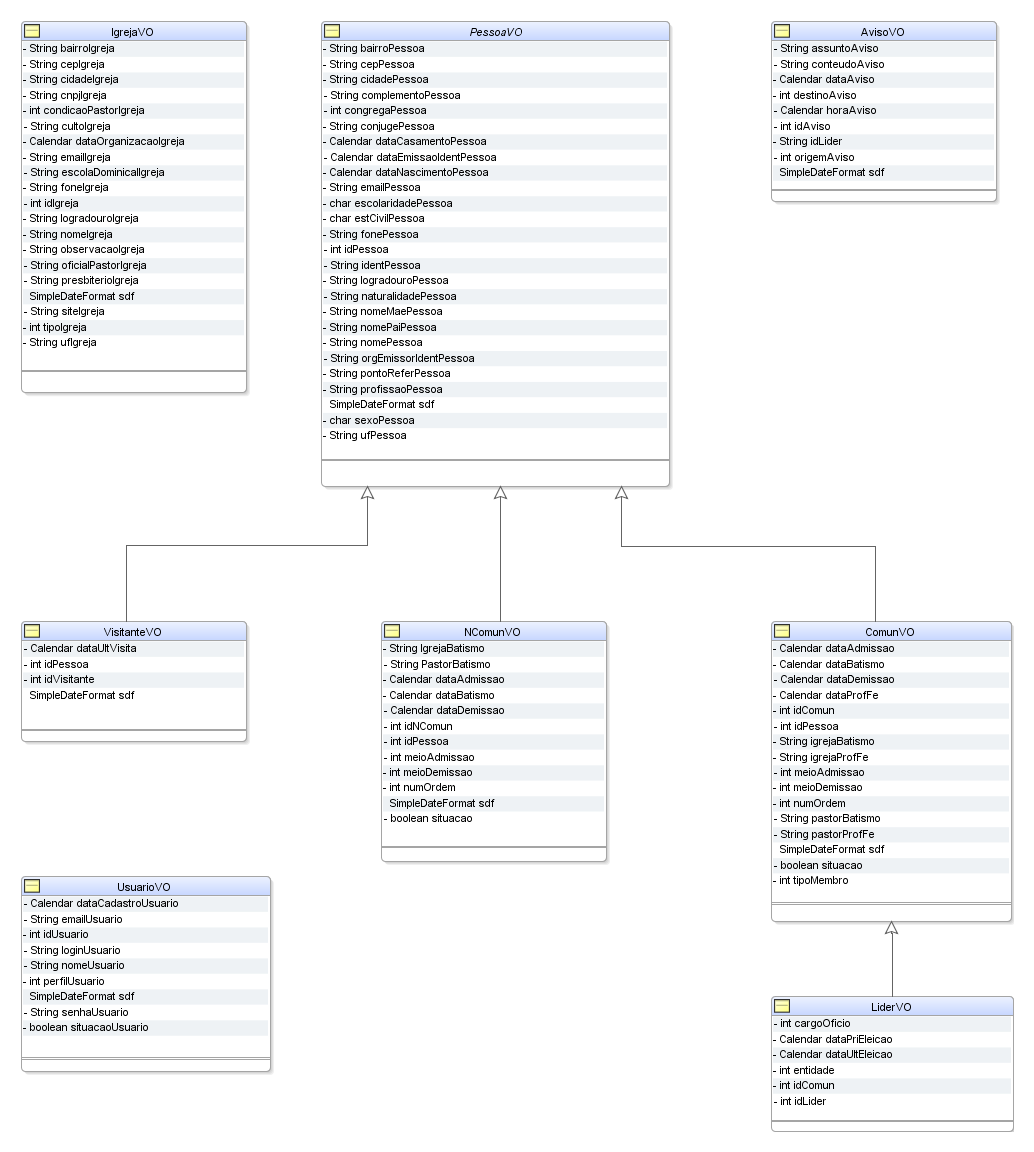 IgrejaVO
- String bairroIgreja
- String cepIgreja
- String cidadeIgreja
- String cnpjIgreja
- int condicaoPastorIgreja
- String cultoIgreja
- Calendar dataOrganizacaoIgreja
- String emailIgreja
- String escolaDominicalIgreja
- String foneIgreja
- int idIgreja
- String logradouroIgreja
- String nomeIgreja
- String observacaoIgreja
- String oficialPastorIgreja
- String presbiterioIgreja
SimpleDateFormat sdf
- String siteIgreja
- int tipoIgreja
- String ufIgreja
PessoaVO
- String bairroPessoa
- String cepPessoa
- String cidadePessoa
- String complementoPessoa
- int congregaPessoa
- String conjugePessoa
- Calendar dataCasamentoPessoa
- Calendar dataEmissaoIdentPessoa
- Calendar dataNascimentoPessoa
- String emailPessoa
- char escolaridadePessoa
- char estCivilPessoa
- String fonePessoa
- int idPessoa
- String identPessoa
- String logradouroPessoa
- String naturalidadePessoa
- String nomeMaePessoa
- String nomePaiPessoa
- String nomePessoa
- String orgEmissorIdentPessoa
- String pontoReferPessoa
- String profissaoPessoa
SimpleDateFormat sdf
- char sexoPessoa
- String ufPessoa
AvisoVO
- String assuntoAviso
- String conteudoAviso
- Calendar dataAviso
- int destinoAviso
- Calendar horaAviso
- int idAviso
- String idLider
- int origemAviso
SimpleDateFormat sdf
VisitanteVO
- Calendar dataUltVisita
- int idPessoa
- int idVisitante
SimpleDateFormat sdf
NComunVO
- String IgrejaBatismo
- String PastorBatismo
- Calendar dataAdmissao
- Calendar dataBatismo
- Calendar dataDemissao
- int idNComun
- int idPessoa
- int meioAdmissao
- int meioDemissao
- int numOrdem
SimpleDateFormat sdf
- boolean situacao
ComunVO
- Calendar dataAdmissao
- Calendar dataBatismo
- Calendar dataDemissao
- Calendar dataProfFe
- int idComun
- int idPessoa
- String igrejaBatismo
- String igrejaProfFe
- int meioAdmissao
- int meioDemissao
- int numOrdem
- String pastorBatismo
- String pastorProfFe
SimpleDateFormat sdf
- boolean situacao
- int tipoMembro
UsuarioVO
- Calendar dataCadastroUsuario
- String emailUsuario
- int idUsuario
- String loginUsuario
- String nomeUsuario
- int perfilUsuario
SimpleDateFormat sdf
- String senhaUsuario
- boolean situacaoUsuario
LiderVO
- int cargoOficio
- Calendar dataPriEleicao
- Calendar dataUltEleicao
- int entidade
- int idComun
- int idLider